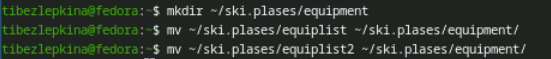 tibezlepkina@fedora:~$ mkdir ~/ski.plases/equipment
tibezlepkina@fedora:~$ mv ~/ski.plases/equiplist ~/ski.plases/equipment/
tibezlepkina@fedora:~$ mv ~/ski.plases/equiplist2 ~/ski.plases/equipment/